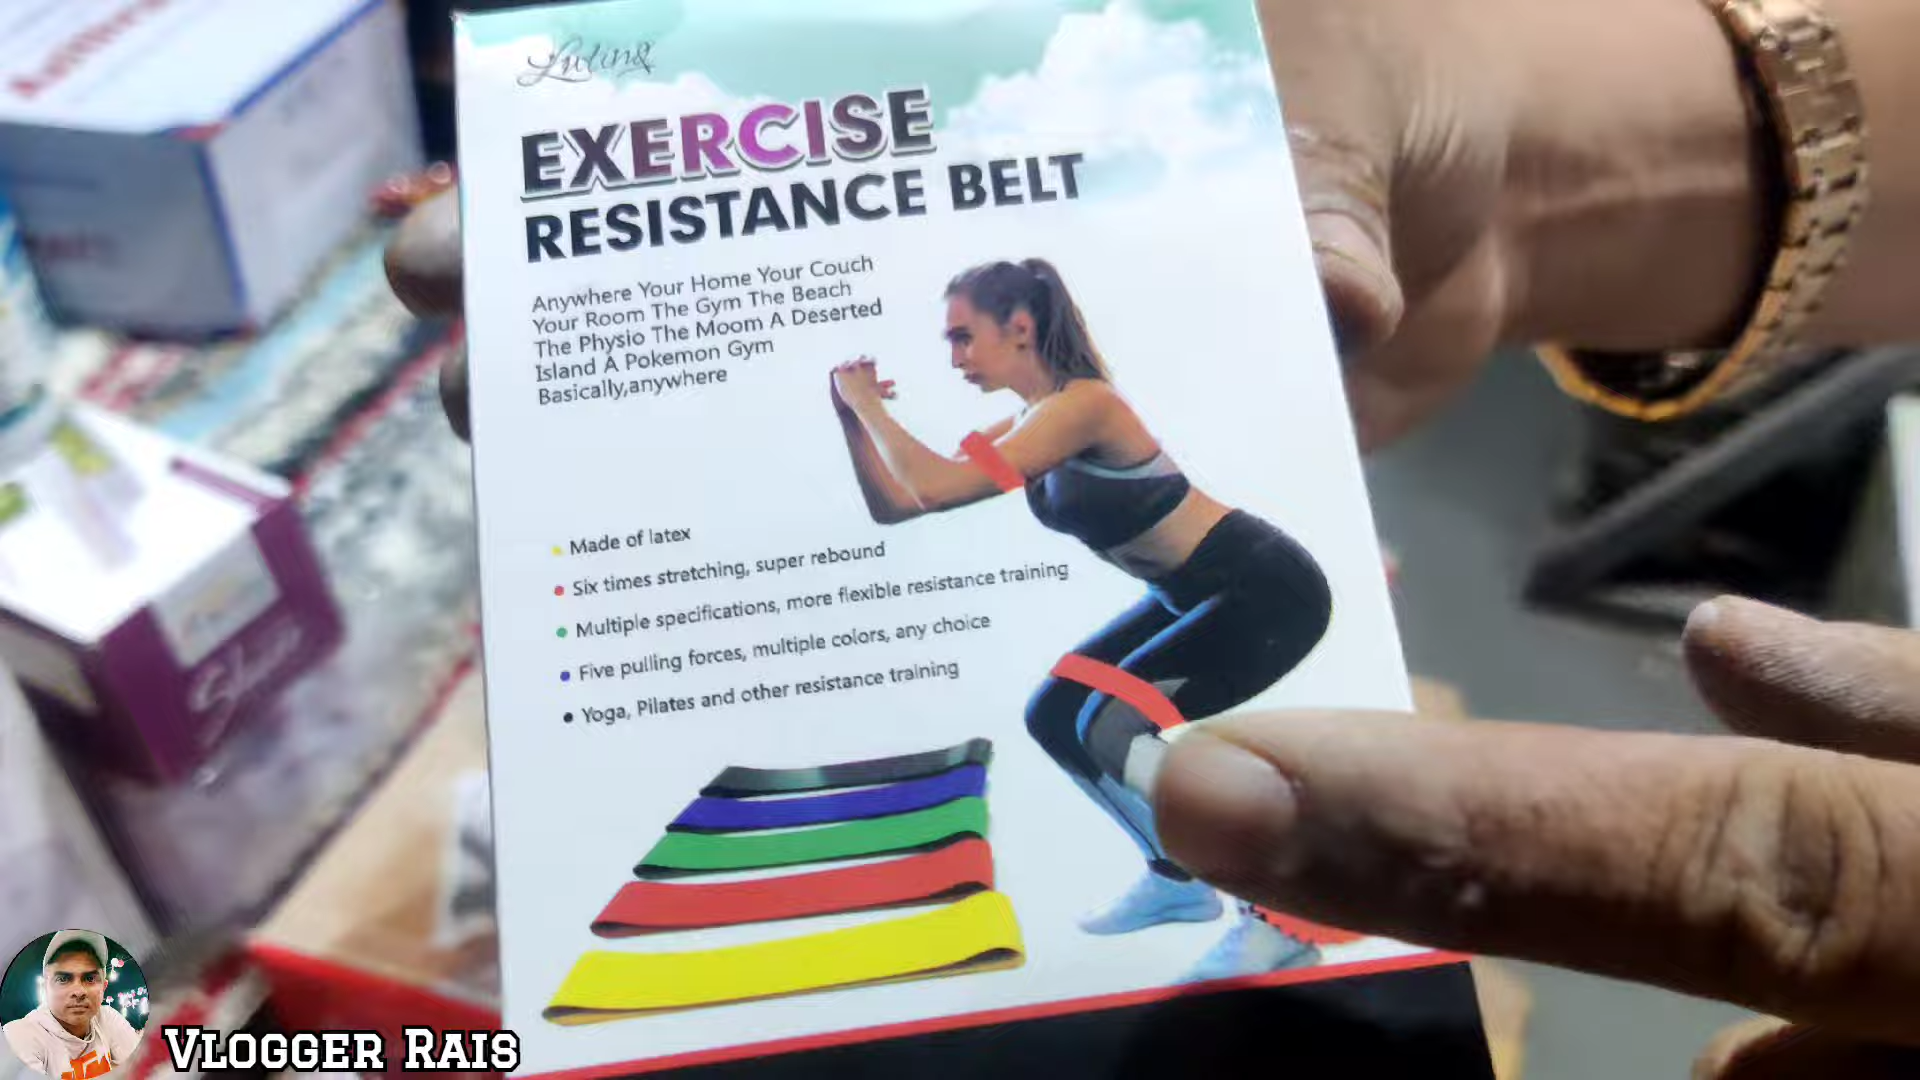 EXERCISE
RESISTANCE BELT
Anywhere Your Home Your Couch
Your Room The Gym The Beach
The Physio The Moom A Deserted
Island A Pokemon Gym
Basically,anywhere
Made of latex
Six times stretching, super rebound
Multiple specifications, more flexible resistance training
Five pulling forces, multiple colors, any choice
Yoga, Pilates and other resistance training
VLOGGER RAIS